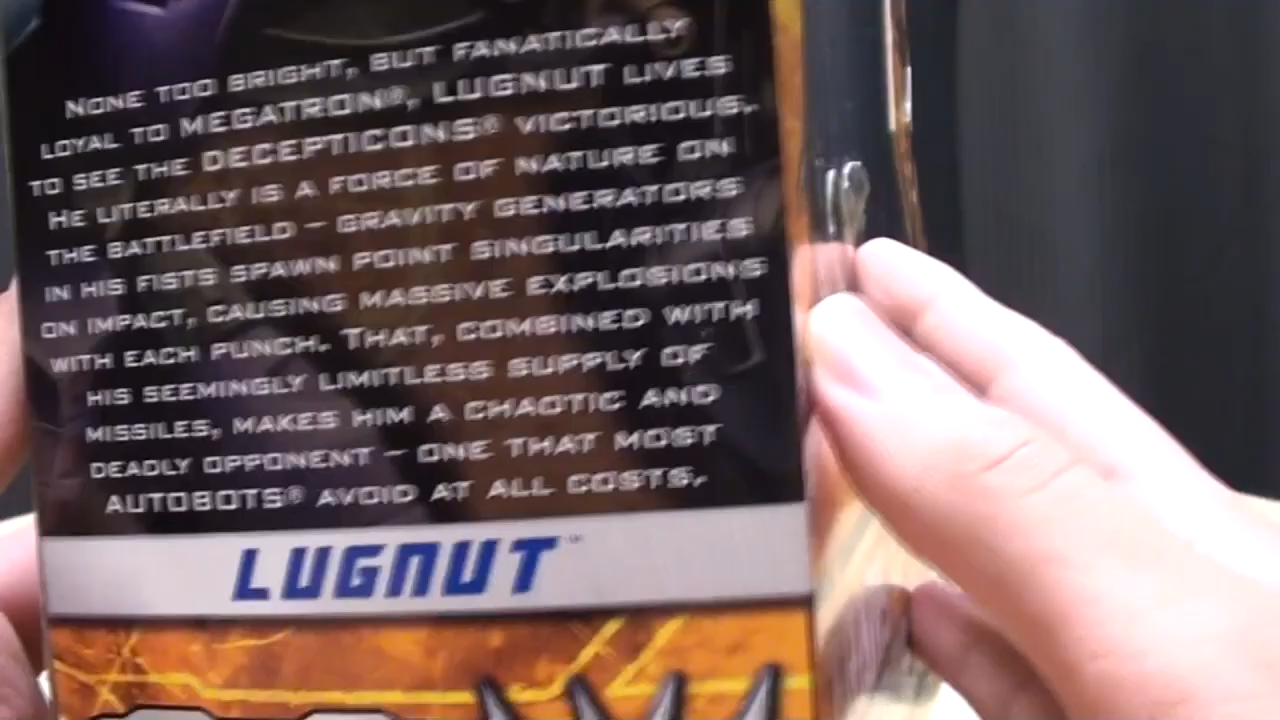 NONE TOO BRIGHT, BUT FANATICALLY
LOYAL TO MEGATRON®, LUGNUT LIVES
TO SEE THE DECEPTICONS® VICTORIOUS.
HE LITERALLY IS A FORCE OF NATURE ON
THE BATTLEFIELD – GRAVITY GENERATORS
IN HIS FISTS SPAWN POINT SINGULARITIES
ON IMPACT, CAUSING MASSIVE EXPLOSIONS
WITH EACH PUNCH. THAT, COMBINED WITH
HIS SEEMINGLY LIMITLESS SUPPLY OF
MISSILES, MAKES HIM A CHAOTIC AND
DEADLY OPPONENT – ONE THAT MOST
AUTOBOTS® AVOID AT ALL COSTS.
LUGNUT™